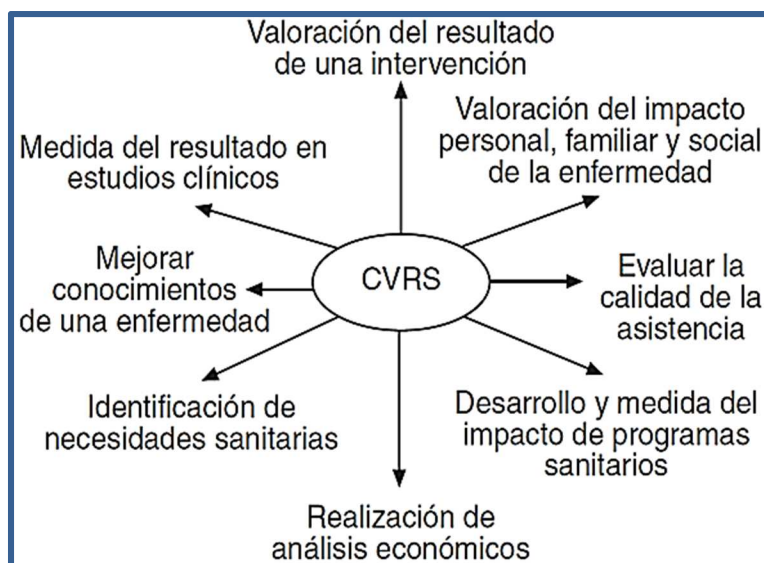 Valoración del resultado
de una intervención
Valoración del impacto
personal, familiar y social
de la enfermedad
Medida del resultado en
estudios clínicos
Mejorar
conocimientos
de una enfermedad
CVRS
Evaluar la
calidad de la
asistencia
Identificación de
necesidades sanitarias
Desarrollo y medida del
impacto de programas
sanitarios
Realización de
análisis económicos